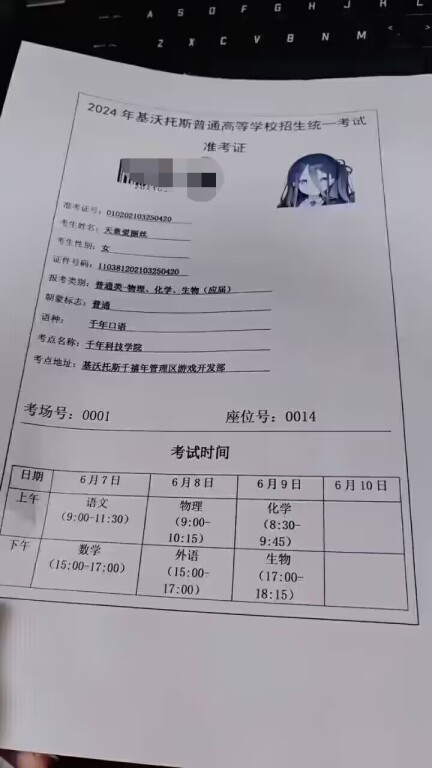 2024 年基沃托斯普通高等学校招生统一考试
准考证
准考证号：010202103250420
考生姓名：天童爱丽丝
考生性别：女
证件号码：110381202103250420
报考类别：普通类-物理、化学、生物（应届）
朝蒙标志：普通
语种：千年口语
考点名称：千年科技学院
考点地址：基沃托斯千禧年管理区游戏开发部
考场号：0001 座位号：0014
考试时间
日期 6月7日 6月8日 6月9日 6月10日
上午 语文 物理 化学
（9:00-11:30） （9:00- （8:30-
10:15） 9:45）
下午 数学 外语 生物
（15:00-17:00） （15:00- （17:00-
17:00） 18:15）